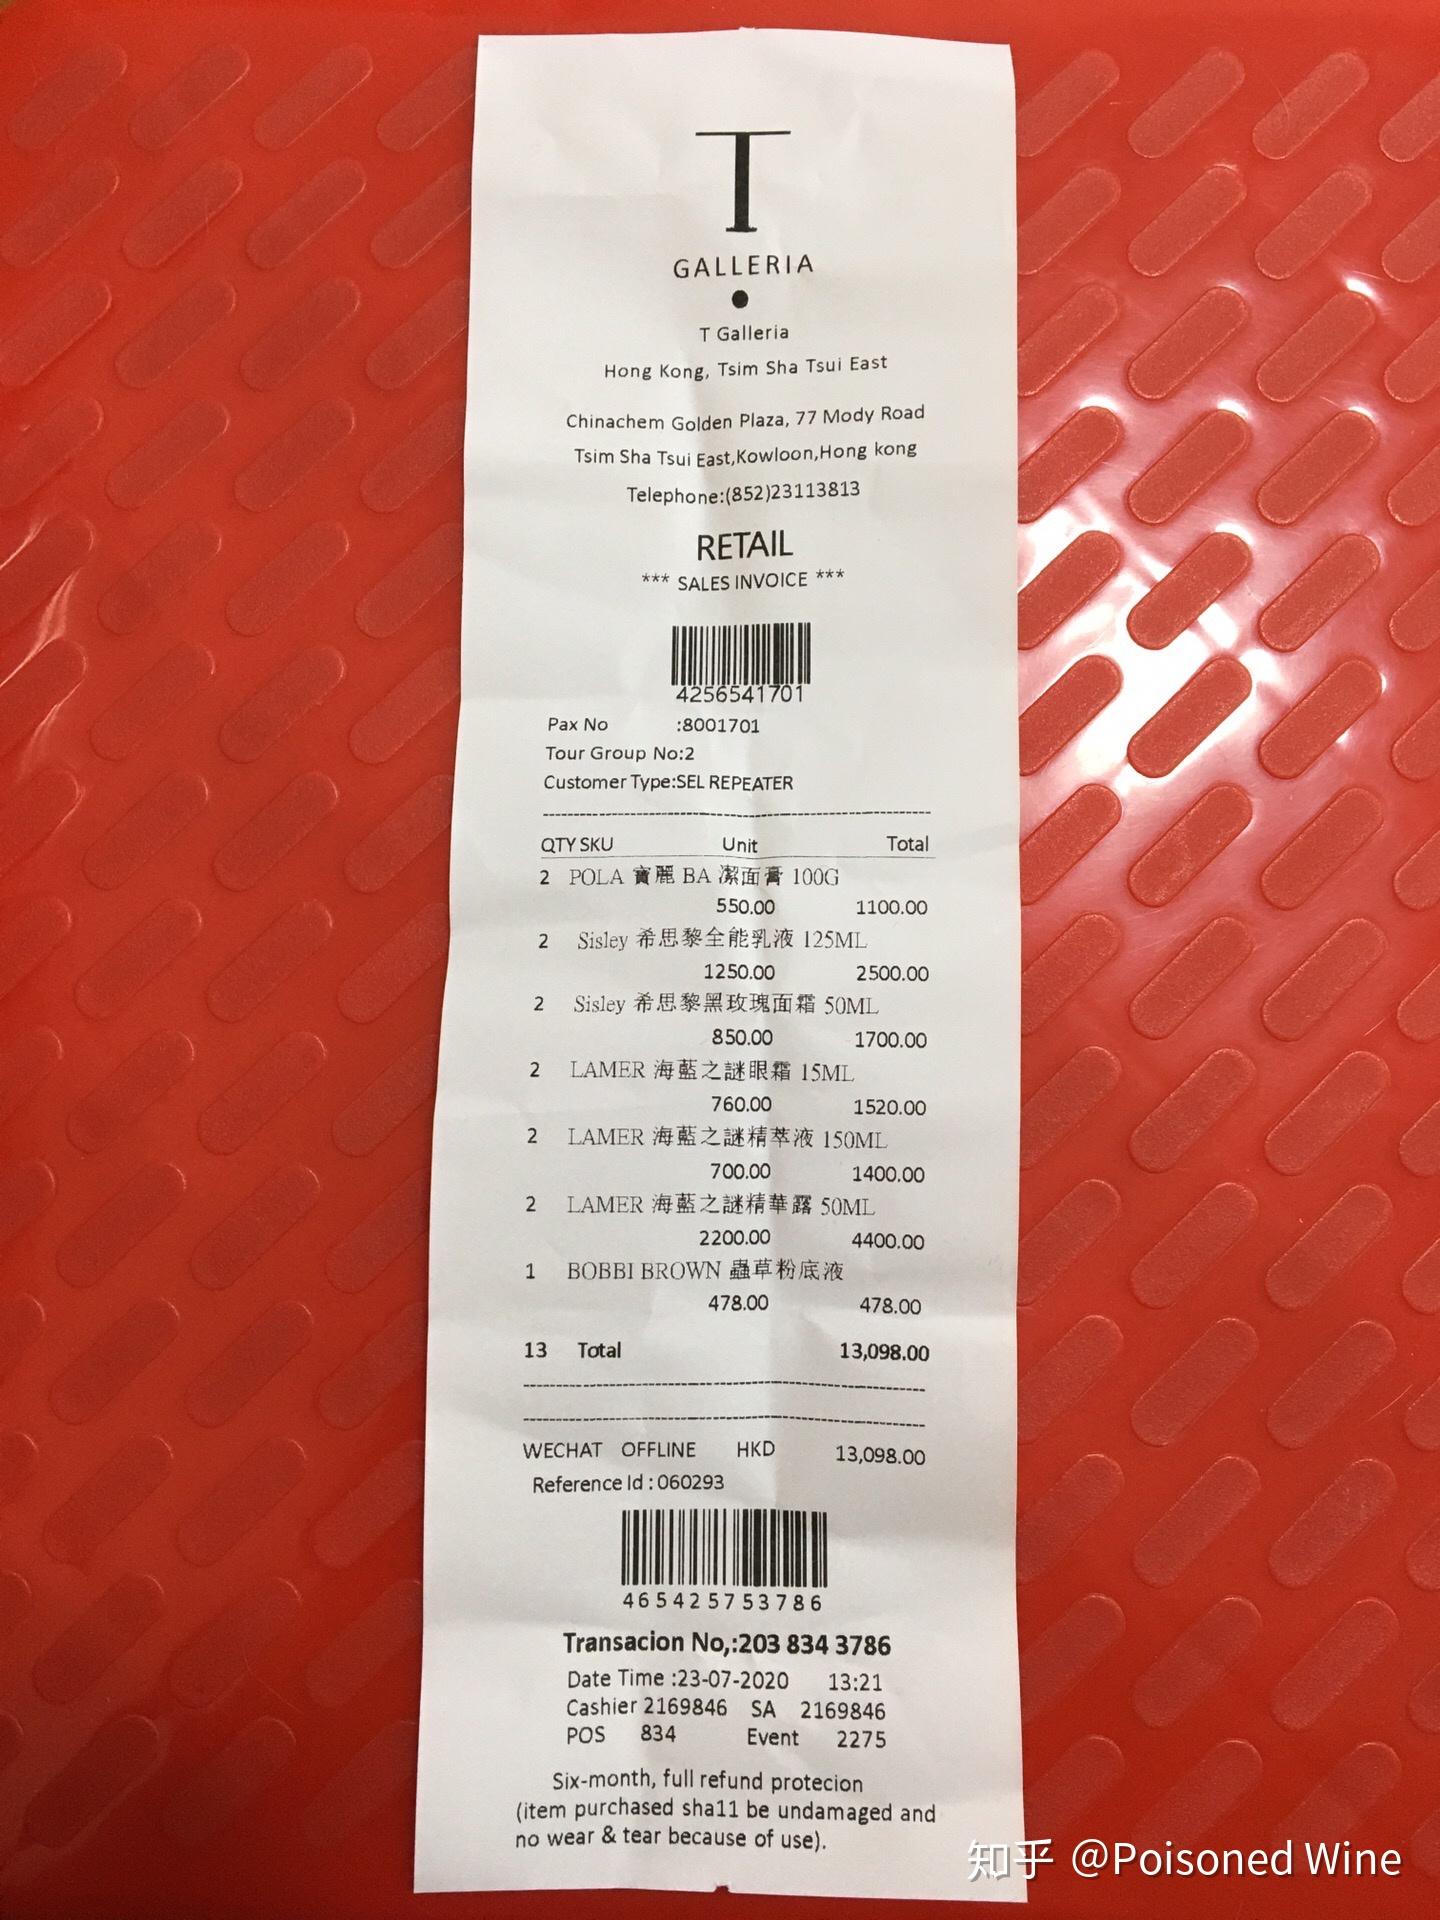 T
GALLERIA
T Galleria
Hong Kong, Tsim Sha Tsui East
Chinachem Golden Plaza, 77 Mody Road
Tsim Sha Tsui East,Kowloon,Hong kong
Telephone:(852)23113813
RETAIL
*** SALES INVOICE ***
4256541701
Pax No :8001701
Tour Group No:2
Customer Type:SEL REPEATER
QTY SKU Unit Total
2 POLA 寶麗 BA 潔面膏 100G
550.00 1100.00
2 Sisley 希思黎全能乳液 125ML
1250.00 2500.00
2 Sisley 希思黎黑玫瑰面霜 50ML
850.00 1700.00
2 LAMER 海藍之謎眼霜 15ML
760.00 1520.00
2 LAMER 海藍之謎精萃液 150ML
700.00 1400.00
2 LAMER 海藍之謎精華露 50ML
2200.00 4400.00
1 BOBBI BROWN 蟲草粉底液
478.00 478.00
13 Total 13,098.00
WECHAT OFFLINE HKD 13,098.00
Reference Id : 060293
465425753786
Transacion No,:203 834 3786
Date Time :23-07-2020 13:21
Cashier 2169846 SA 2169846
POS 834 Event 2275
Six-month, full refund protecion
(item purchased sha11 be undamaged and
no wear & tear because of use).
知乎 @Poisoned Wine